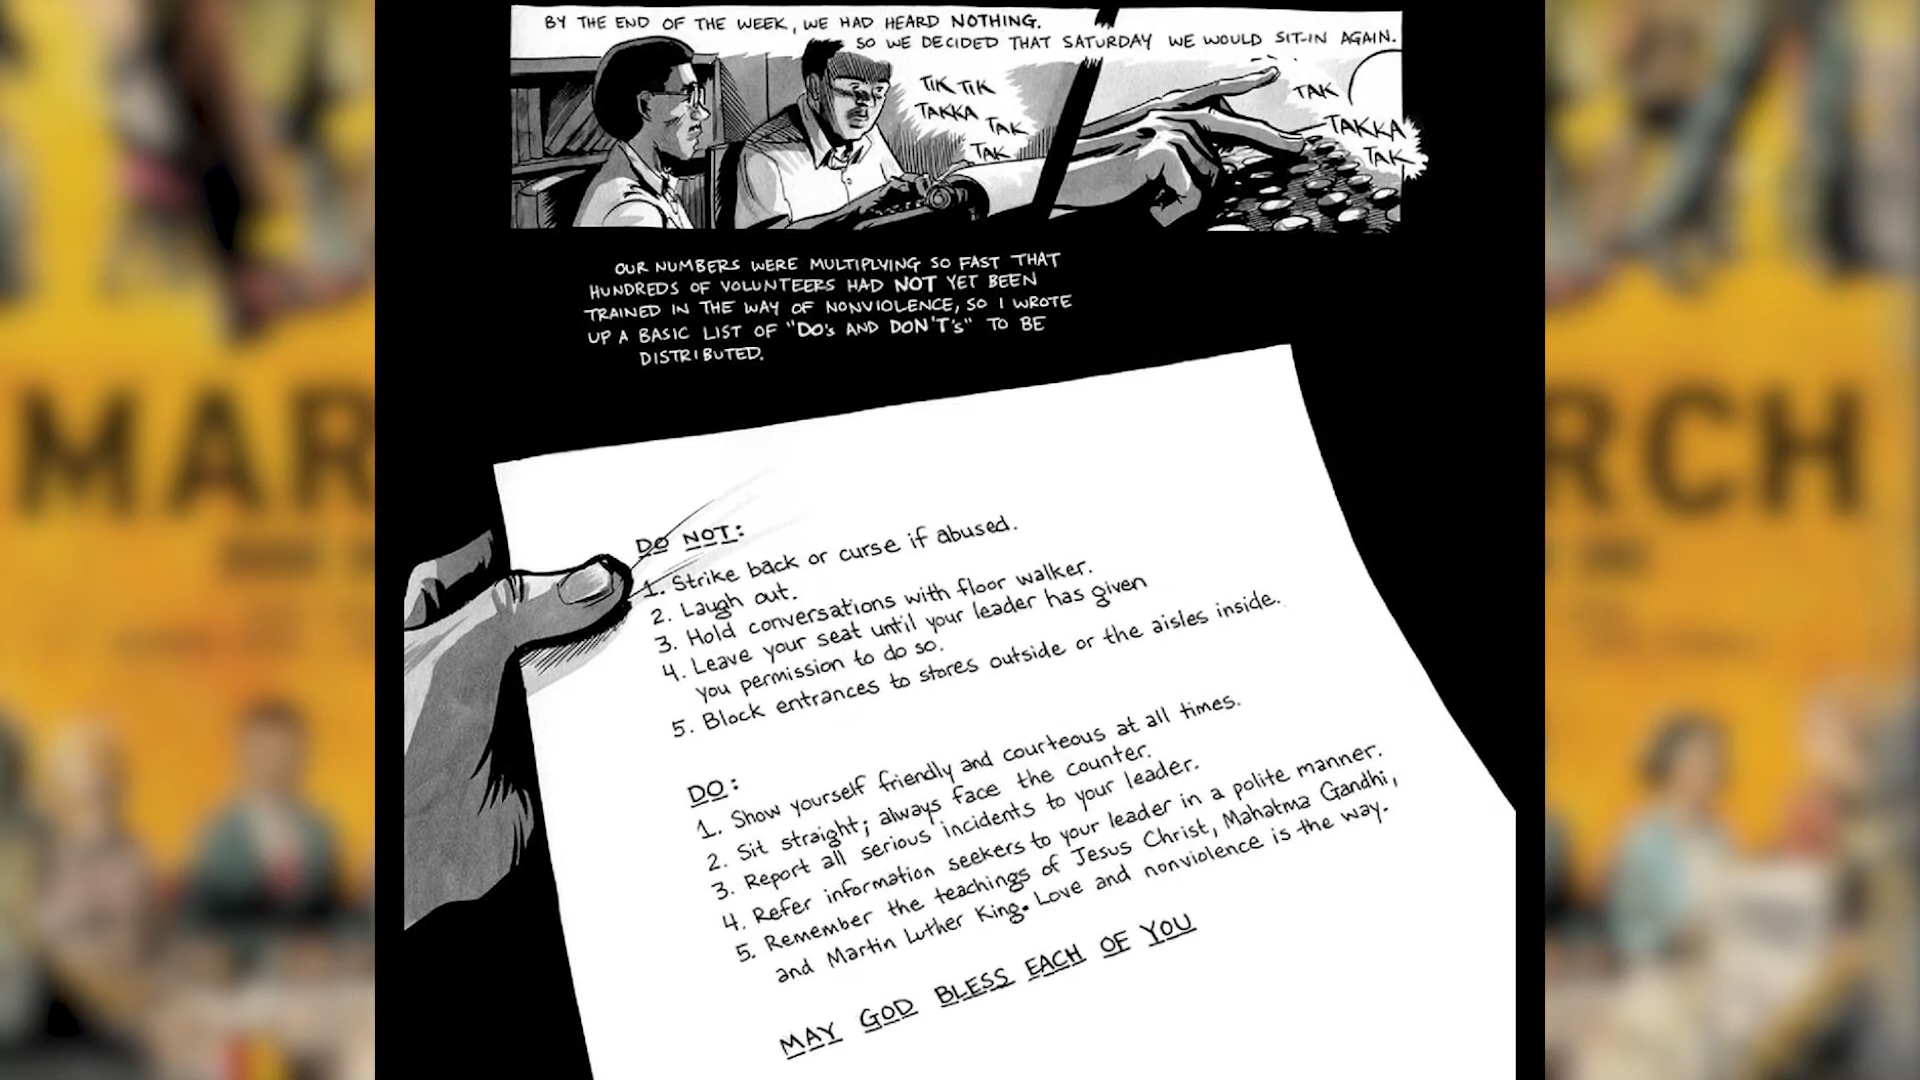 BY THE END OF THE WEEK, WE HAD HEARD NOTHING.
SO WE DECIDED THAT SATURDAY WE WOULD SIT-IN AGAIN.
TIK TIK
TAKKA TAK
TAK
TAK
TAKKA
TAK
OUR NUMBERS WERE MULTIPLYING SO FAST THAT
HUNDREDS OF VOLUNTEERS HAD NOT YET BEEN
TRAINED IN THE WAY OF NONVIOLENCE, SO I WROTE
UP A BASIC LIST OF "DO's AND DON'T's" TO BE
DISTRIBUTED.
MAR
RCH
DO NOT:
1. Strike back or curse if abused.
2. Laugh out.
3. Hold conversations with floor walker.
4. Leave your seat until your leader has given
you permission to do so.
5. Block entrances to stores outside or the aisles inside.
DO:
1. Show yourself friendly and courteous at all times.
2. Sit straight; always face the counter.
3. Report all serious incidents to your leader.
4. Refer information seekers to your leader in a polite manner.
5. Remember the teachings of Jesus Christ, Mahatma Gandhi,
and Martin Luther King. Love and nonviolence is the way.
MAY GOD BLESS EACH OF YOU